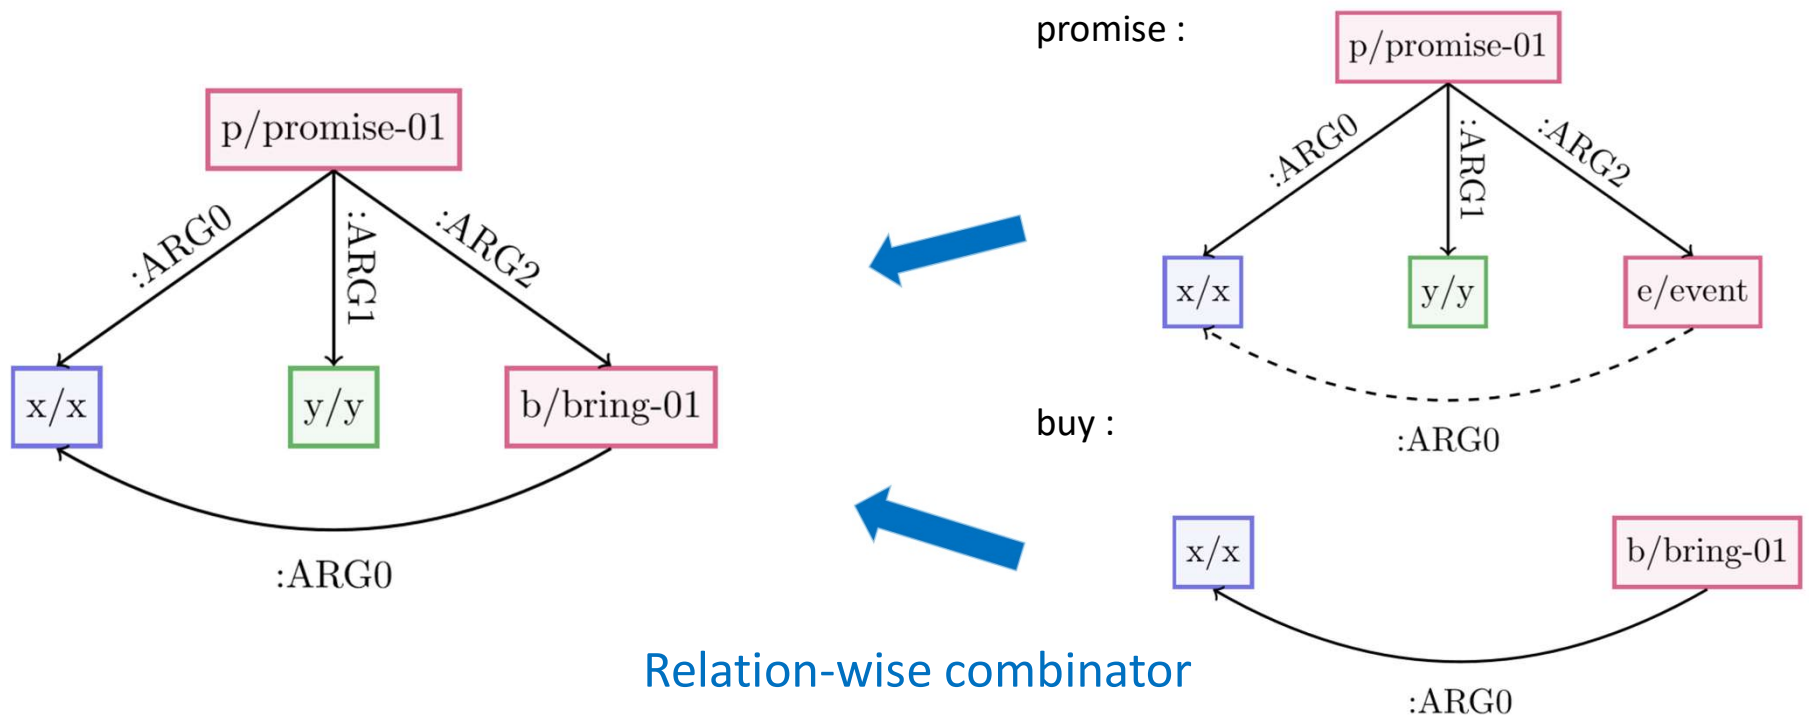 p/promise-01
:ARG0
:ARG1
:ARG2
x/x
y/y
b/bring-01
:ARG0
promise :
p/promise-01
:ARG0
:ARG1
:ARG2
x/x
y/y
e/event
:ARG0
buy :
x/x
b/bring-01
:ARG0
Relation-wise combinator